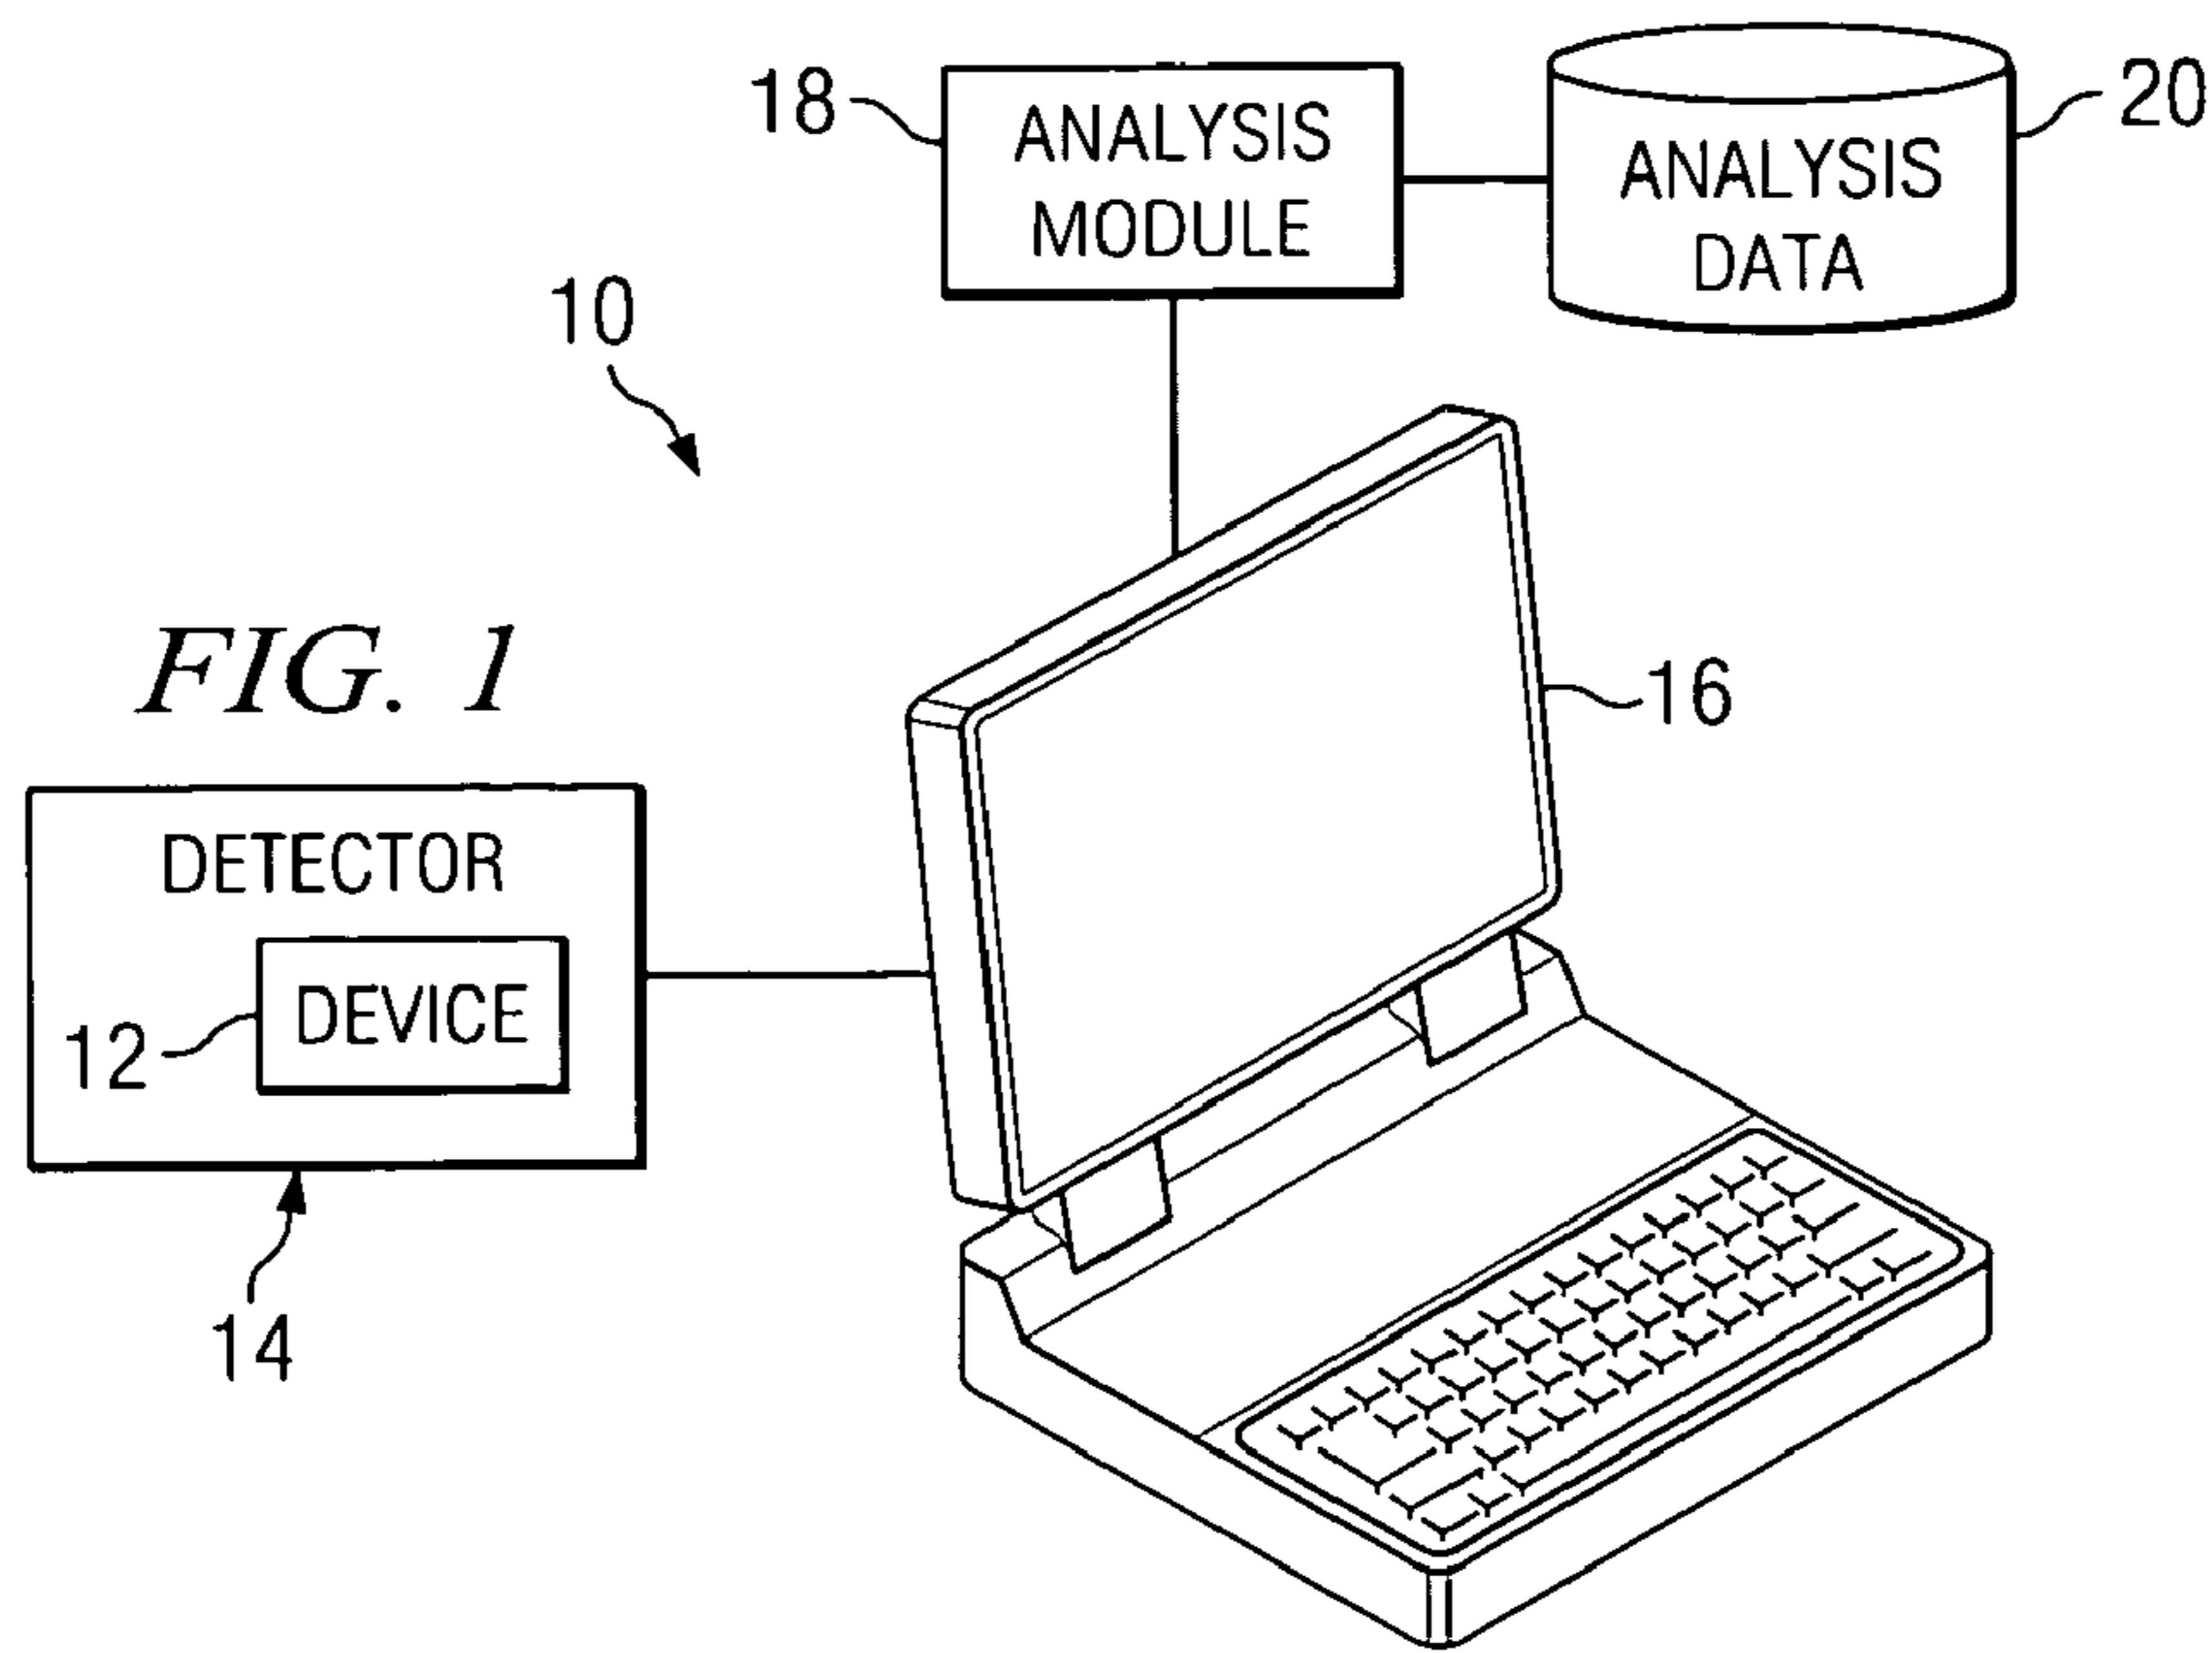 18
ANALYSIS
MODULE
ANALYSIS
DATA
20
10
FIG. 1
16
DETECTOR
DEVICE
12
14